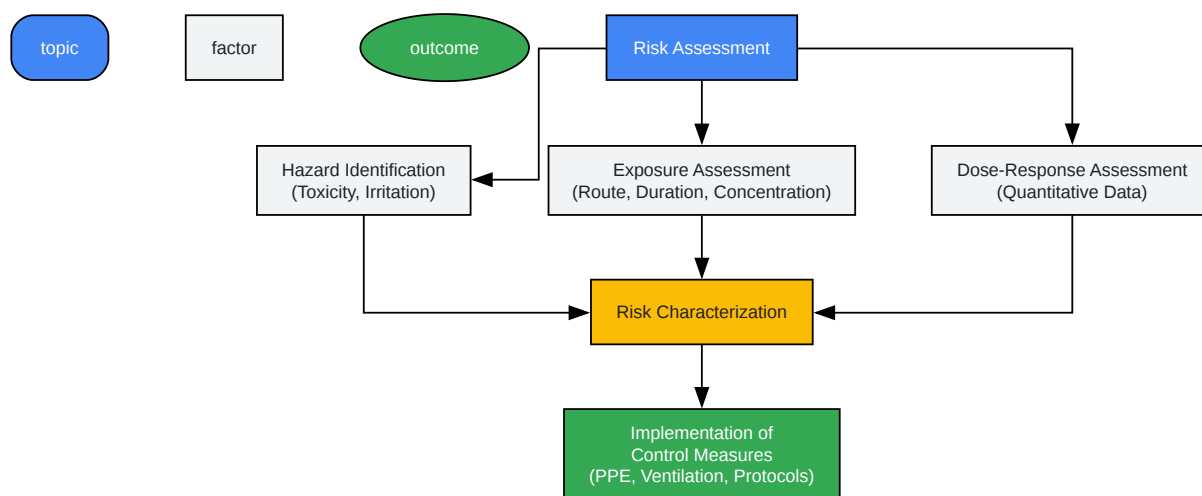 topic
factor
outcome
Risk Assessment
Hazard Identification
(Toxicity, Irritation)
Exposure Assessment
(Route, Duration, Concentration)
Dose-Response Assessment
(Quantitative Data)
Risk Characterization
Implementation of
Control Measures
(PPE, Ventilation, Protocols)